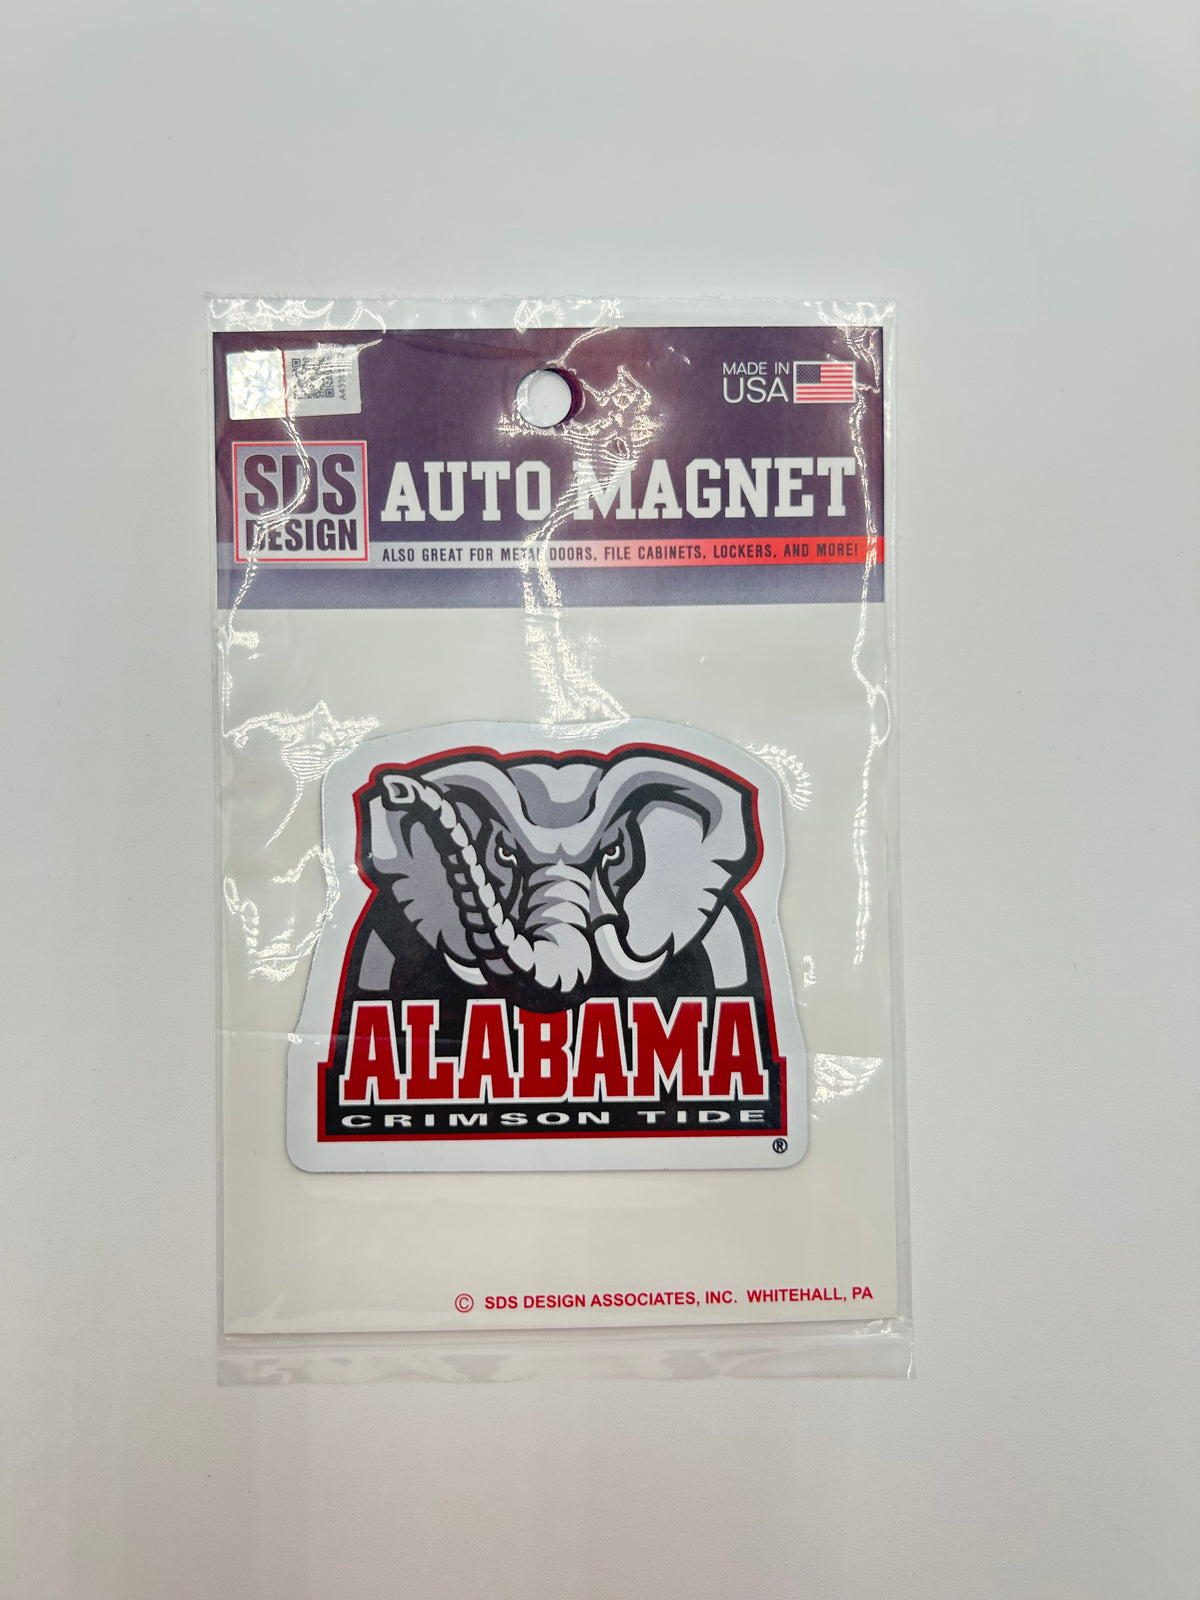 MADE IN
USA
SDS
DESIGN
AUTO MAGNET
ALSO GREAT FOR METAL DOORS, FILE CABINETS, LOCKERS, AND MORE!
ALABAMA
CRIMSON TIDE
®
© SDS DESIGN ASSOCIATES, INC. WHITEHALL, PA